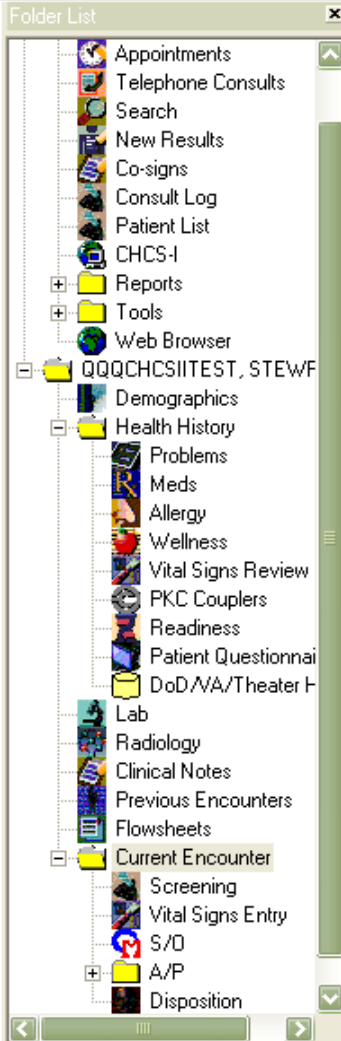 Folder List
Appointments
Telephone Consults
Search
New Results
Co-signs
Consult Log
Patient List
CHCS-I
Reports
Tools
Web Browser
QQQCHCSIITEST, STEWF
Demographics
Health History
Problems
Meds
Allergy
Wellness
Vital Signs Review
PKC Couplers
Readiness
Patient Questionnai
DoD/VA/Theater H
Lab
Radiology
Clinical Notes
Previous Encounters
Flowsheets
Current Encounter
Screening
Vital Signs Entry
S/O
A/P
Disposition